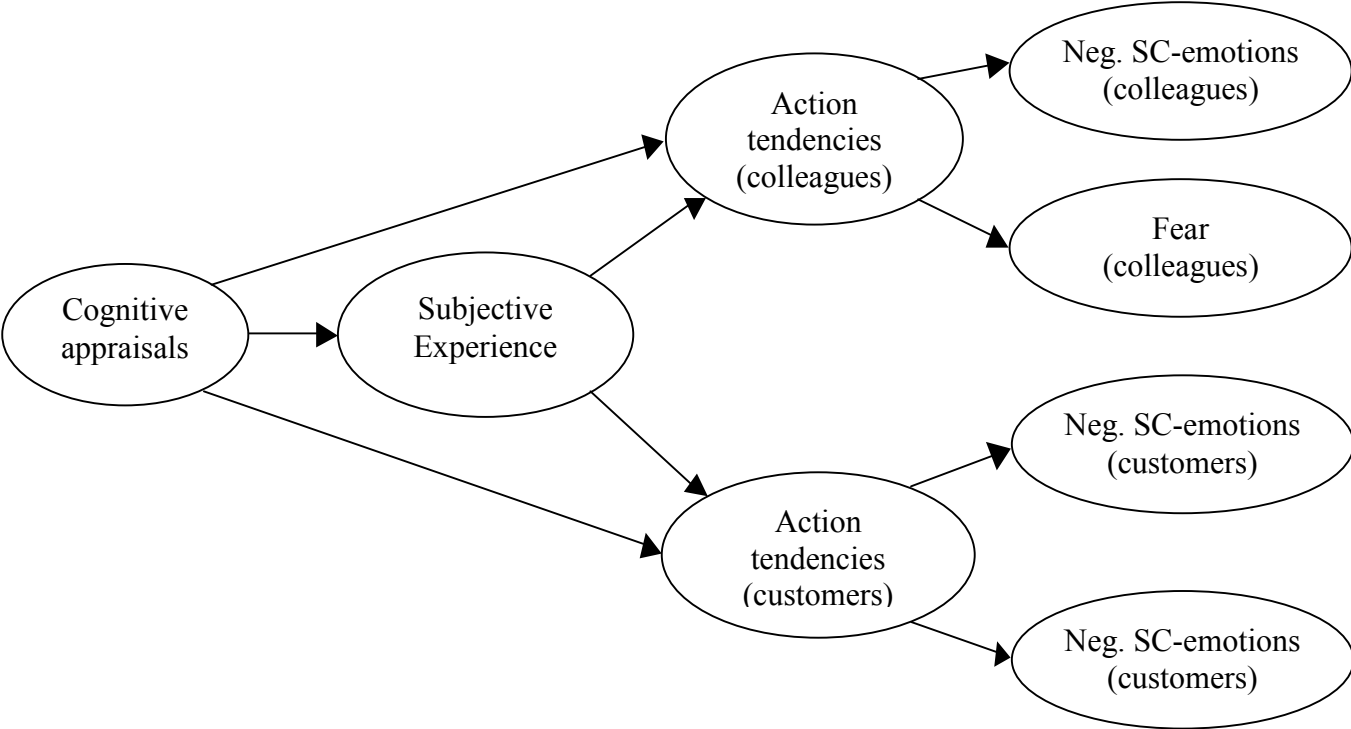 Neg. SC-emotions
(colleagues)
Action
tendencies
(colleagues)
Fear
(colleagues)
Cognitive
appraisals
Subjective
Experience
Neg. SC-emotions
(customers)
Action
tendencies
(customers)
Neg. SC-emotions
(customers)